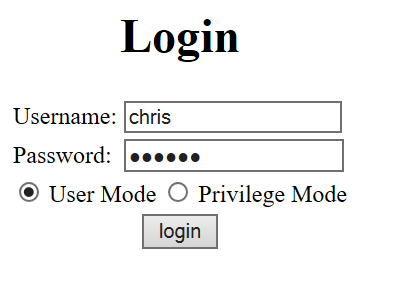 Login
Username: chris
Password: ••••••
User Mode Privilege Mode
login